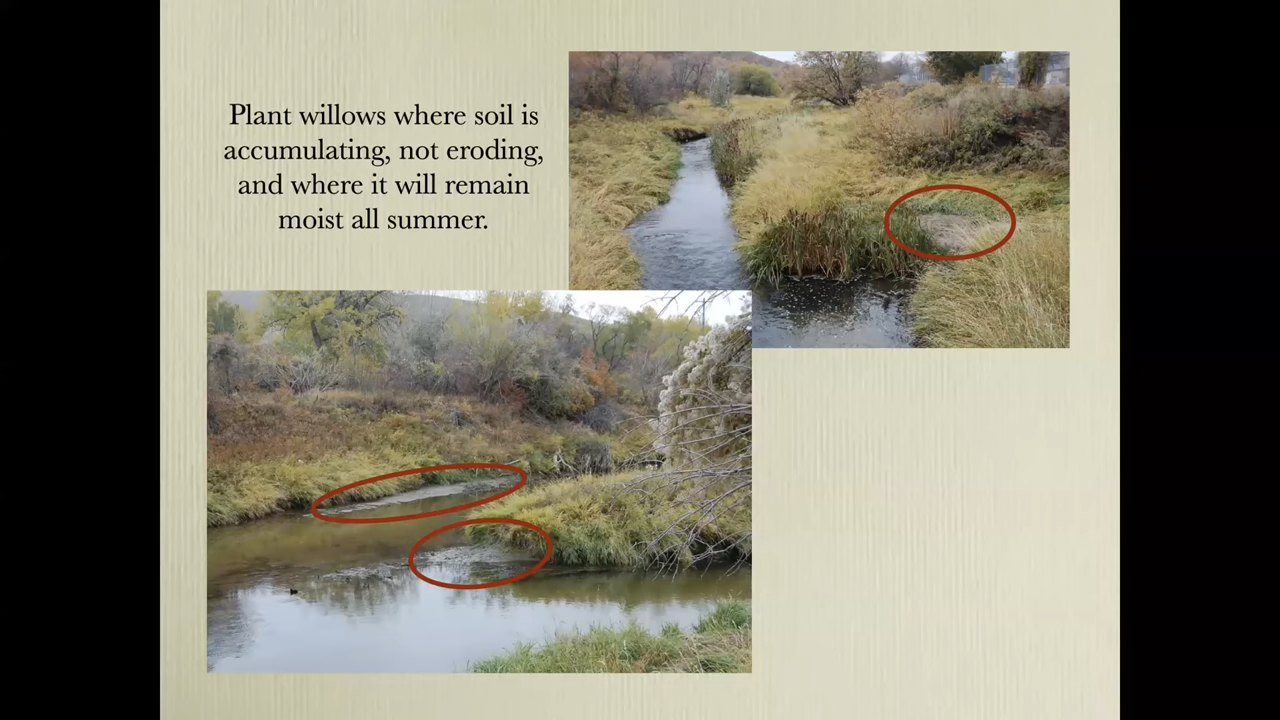 Plant willows where soil is
accumulating, not eroding,
and where it will remain
moist all summer.